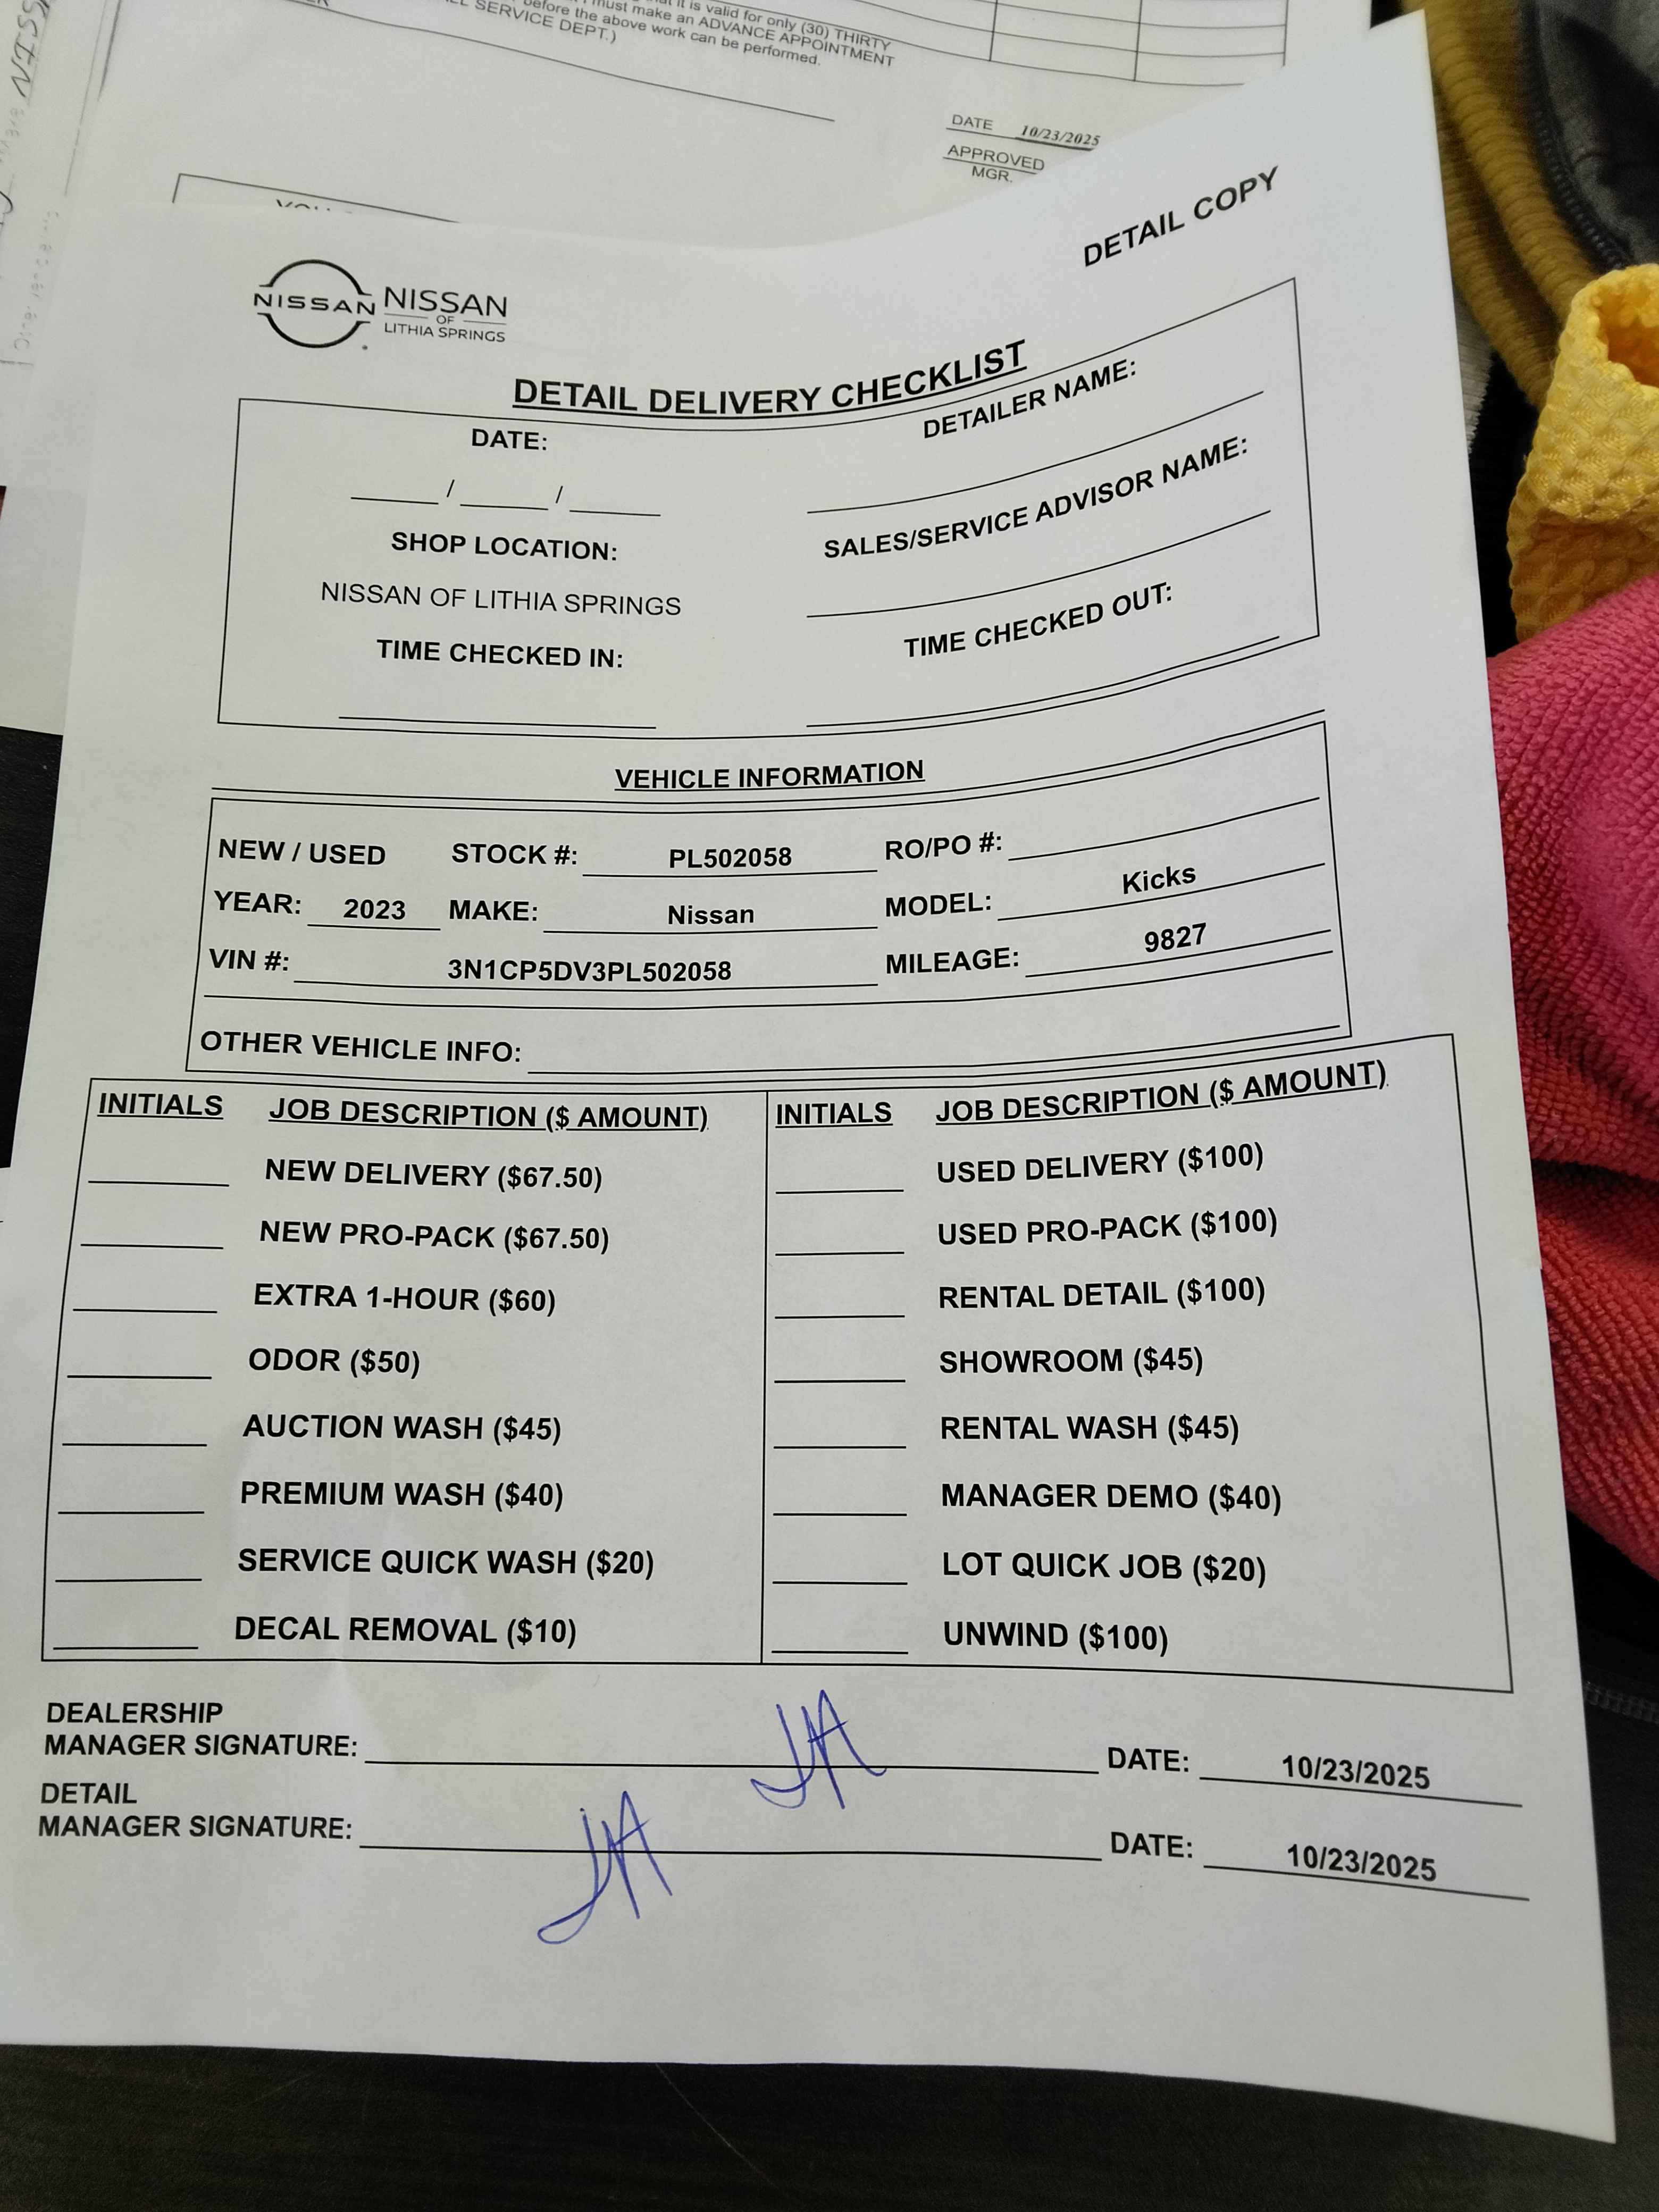 it is valid for only (30) THIRTY
must make an ADVANCE APPOINTMENT
before the above work can be performed.
SERVICE DEPT.)
DATE 10/23/2025
APPROVED
MGR.
DETAIL COPY
NISSAN NISSAN
OF
LITHIA SPRINGS
DETAIL DELIVERY CHECKLIST
DATE: DETAILER NAME:
/ /
SHOP LOCATION: SALES/SERVICE ADVISOR NAME:
NISSAN OF LITHIA SPRINGS
TIME CHECKED IN: TIME CHECKED OUT:
VEHICLE INFORMATION
NEW / USED STOCK #: PL502058 RO/PO #:
YEAR: 2023 MAKE: Nissan MODEL: Kicks
VIN #: 3N1CP5DV3PL502058 MILEAGE: 9827
OTHER VEHICLE INFO:
INITIALS JOB DESCRIPTION ($ AMOUNT) INITIALS JOB DESCRIPTION ($ AMOUNT)
NEW DELIVERY ($67.50) USED DELIVERY ($100)
NEW PRO-PACK ($67.50) USED PRO-PACK ($100)
EXTRA 1-HOUR ($60) RENTAL DETAIL ($100)
ODOR ($50) SHOWROOM ($45)
AUCTION WASH ($45) RENTAL WASH ($45)
PREMIUM WASH ($40) MANAGER DEMO ($40)
SERVICE QUICK WASH ($20) LOT QUICK JOB ($20)
DECAL REMOVAL ($10) UNWIND ($100)
DEALERSHIP
MANAGER SIGNATURE: JA DATE: 10/23/2025
DETAIL
MANAGER SIGNATURE: JA DATE: 10/23/2025